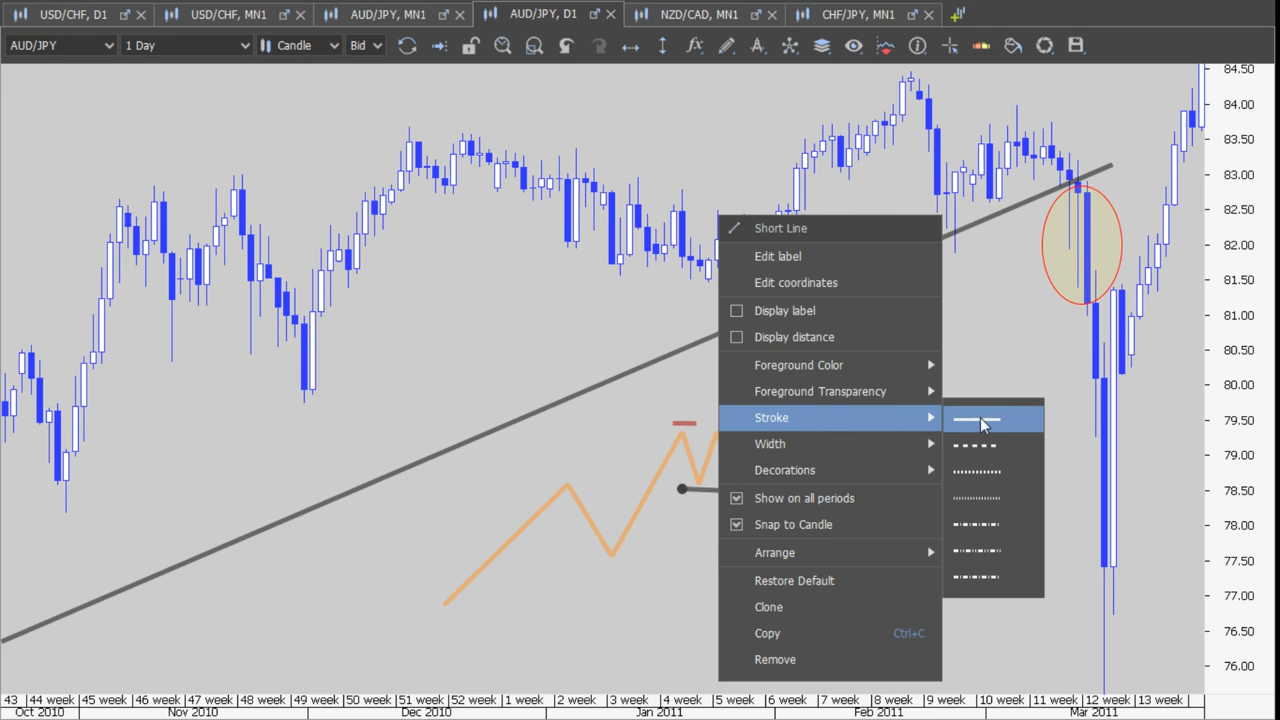 USD/CHF, D1
USD/CHF, MN1
AUD/JPY, MN1
AUD/JPY, D1
NZD/CAD, MN1
CHF/JPY, MN1
AUD/JPY
1 Day
Candle
Bid
84.50
84.00
83.50
83.00
82.50
82.00
81.50
81.00
80.50
80.00
79.50
79.00
78.50
78.00
77.50
77.00
76.50
76.00
Short Line
Edit label
Edit coordinates
Display label
Display distance
Foreground Color
Foreground Transparency
Stroke
Width
Decorations
Show on all periods
Snap to Candle
Arrange
Restore Default
Clone
Copy Ctrl+C
Remove
43 44 week 45 week 46 week 47 week 48 week 49 week 50 week 51 week 52 week 1 week 2 week 3 week 4 week 5 week 6 week 7 week 8 week 9 week 10 week 11 week 12 week 13 week
Oct 2010 Nov 2010 Dec 2010 Jan 2011 Feb 2011 Mar 2011